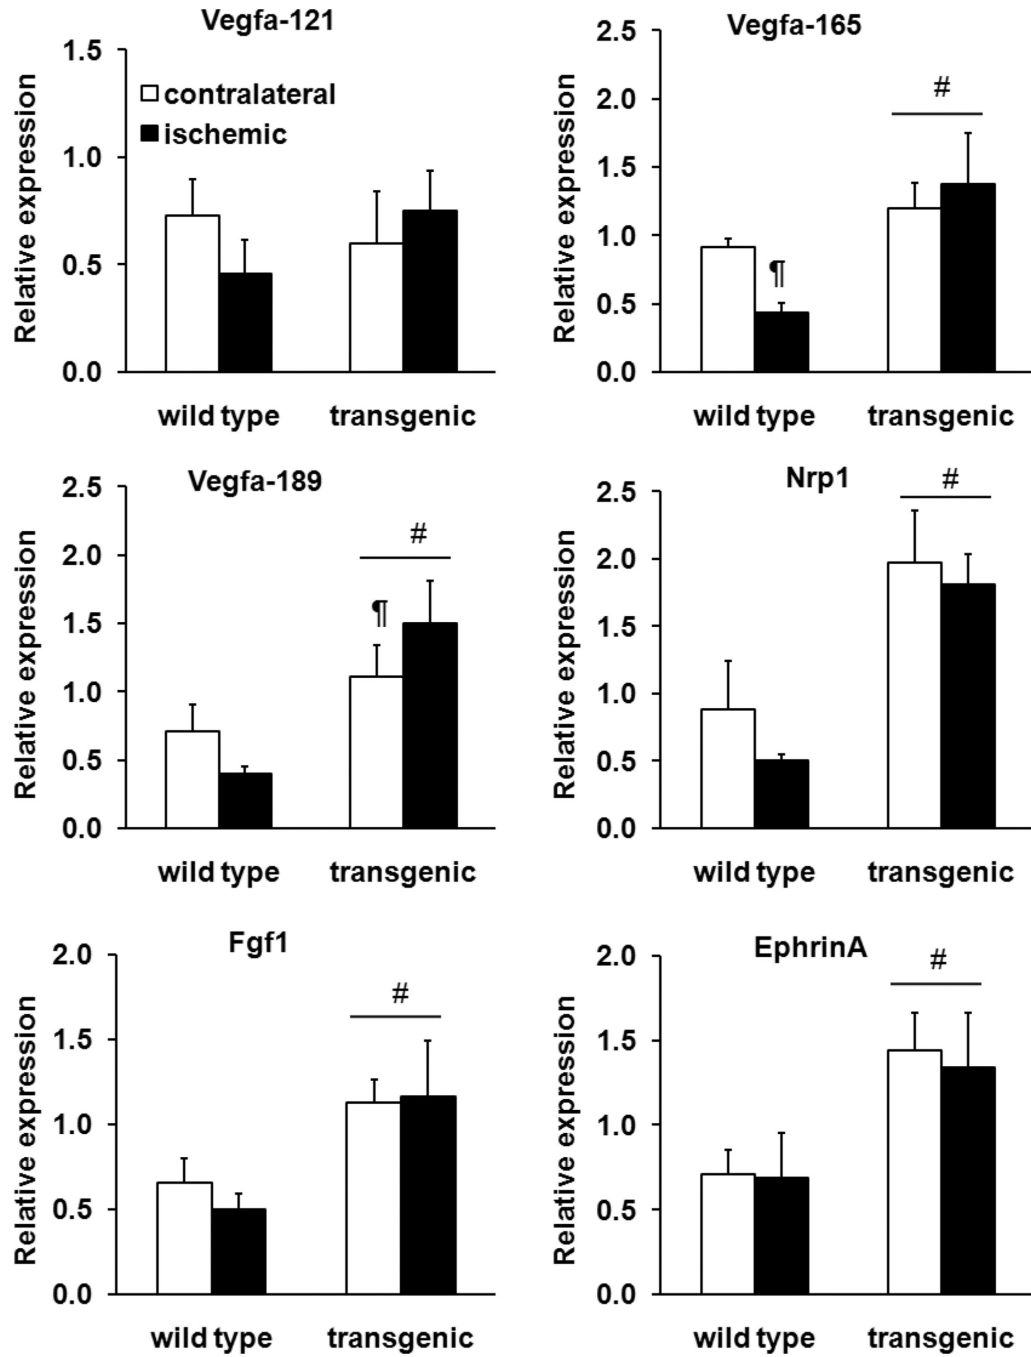 Vegfa-121
Relative expression
1.5
1.0
0.5
0.0
contralateral
ischemic
wild type
transgenic
Vegfa-165
Relative expression
2.5
2.0
1.5
1.0
0.5
0.0
¶
#
wild type
transgenic
Vegfa-189
Relative expression
2.5
2.0
1.5
1.0
0.5
0.0
¶
#
wild type
transgenic
Nrp1
Relative expression
2.5
2.0
1.5
1.0
0.5
0.0
#
wild type
transgenic
Fgf1
Relative expression
2.0
1.5
1.0
0.5
0.0
#
wild type
transgenic
EphrinA
Relative expression
2.0
1.5
1.0
0.5
0.0
#
wild type
transgenic